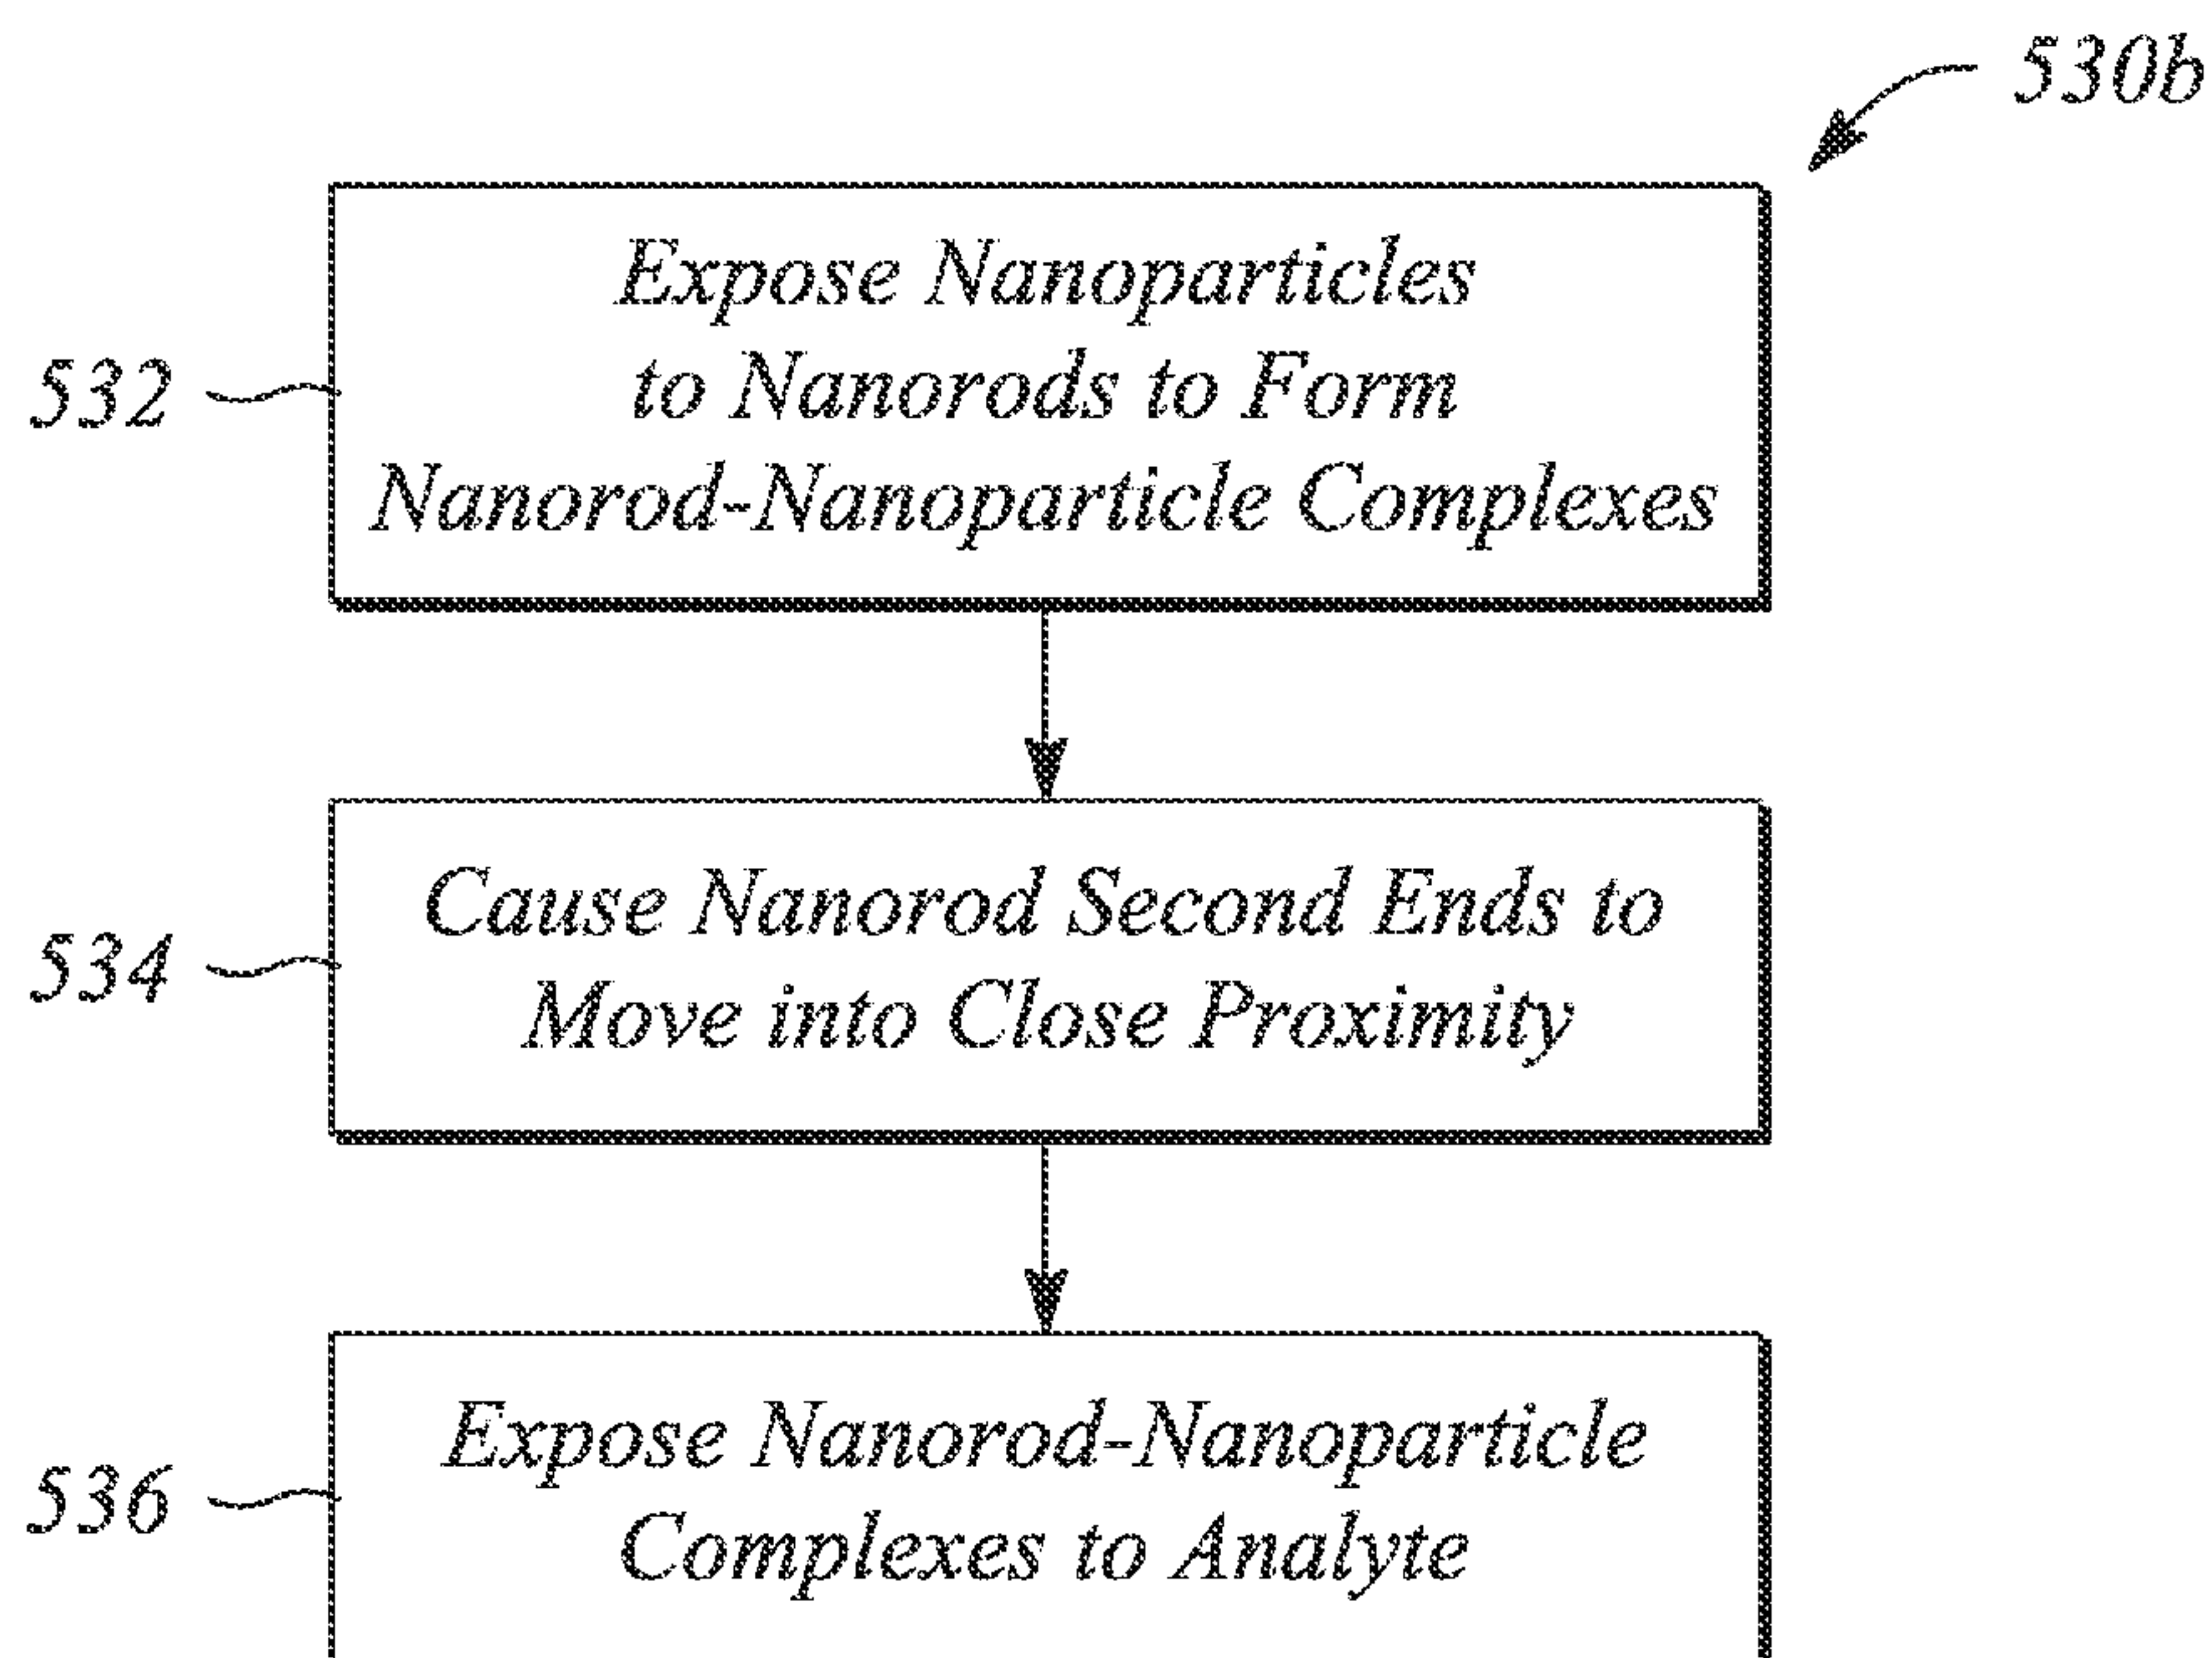 530b
Expose Nanoparticles
to Nanorods to Form
Nanorod-Nanoparticle Complexes
532
Cause Nanorod Second Ends to
Move into Close Proximity
534
Expose Nanorod-Nanoparticle
Complexes to Analyte
536